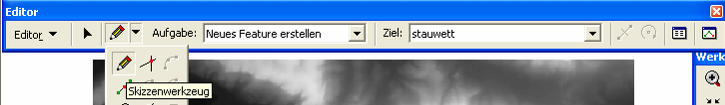 Editor
Editor Aufgabe: Neues Feature erstellen Ziel: stauwett
Werk
Skizzenwerkzeug